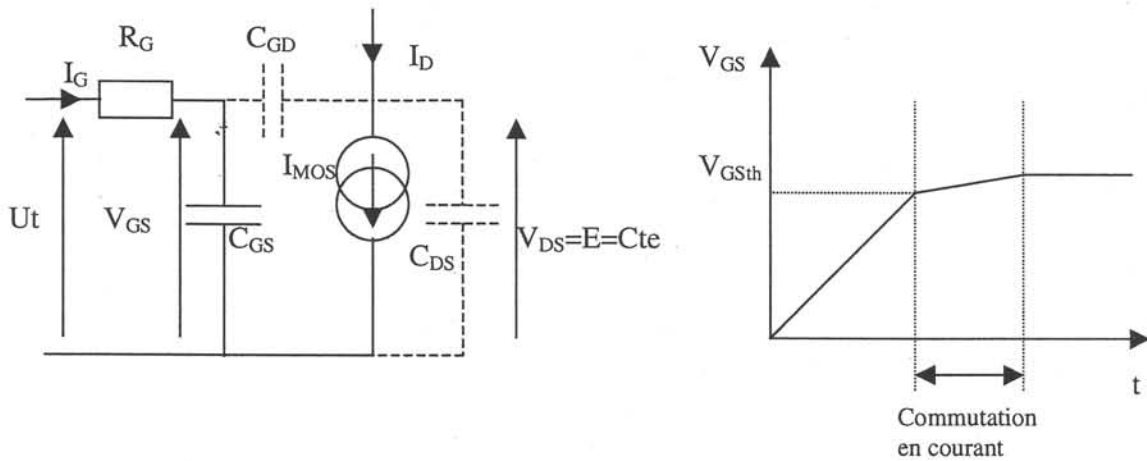 R_G
C_GD
I_D
I_G
I_MOS
Ut
V_GS
C_GS
C_DS
V_DS=E=Cte
V_GS
V_GSth
t
Commutation
en courant